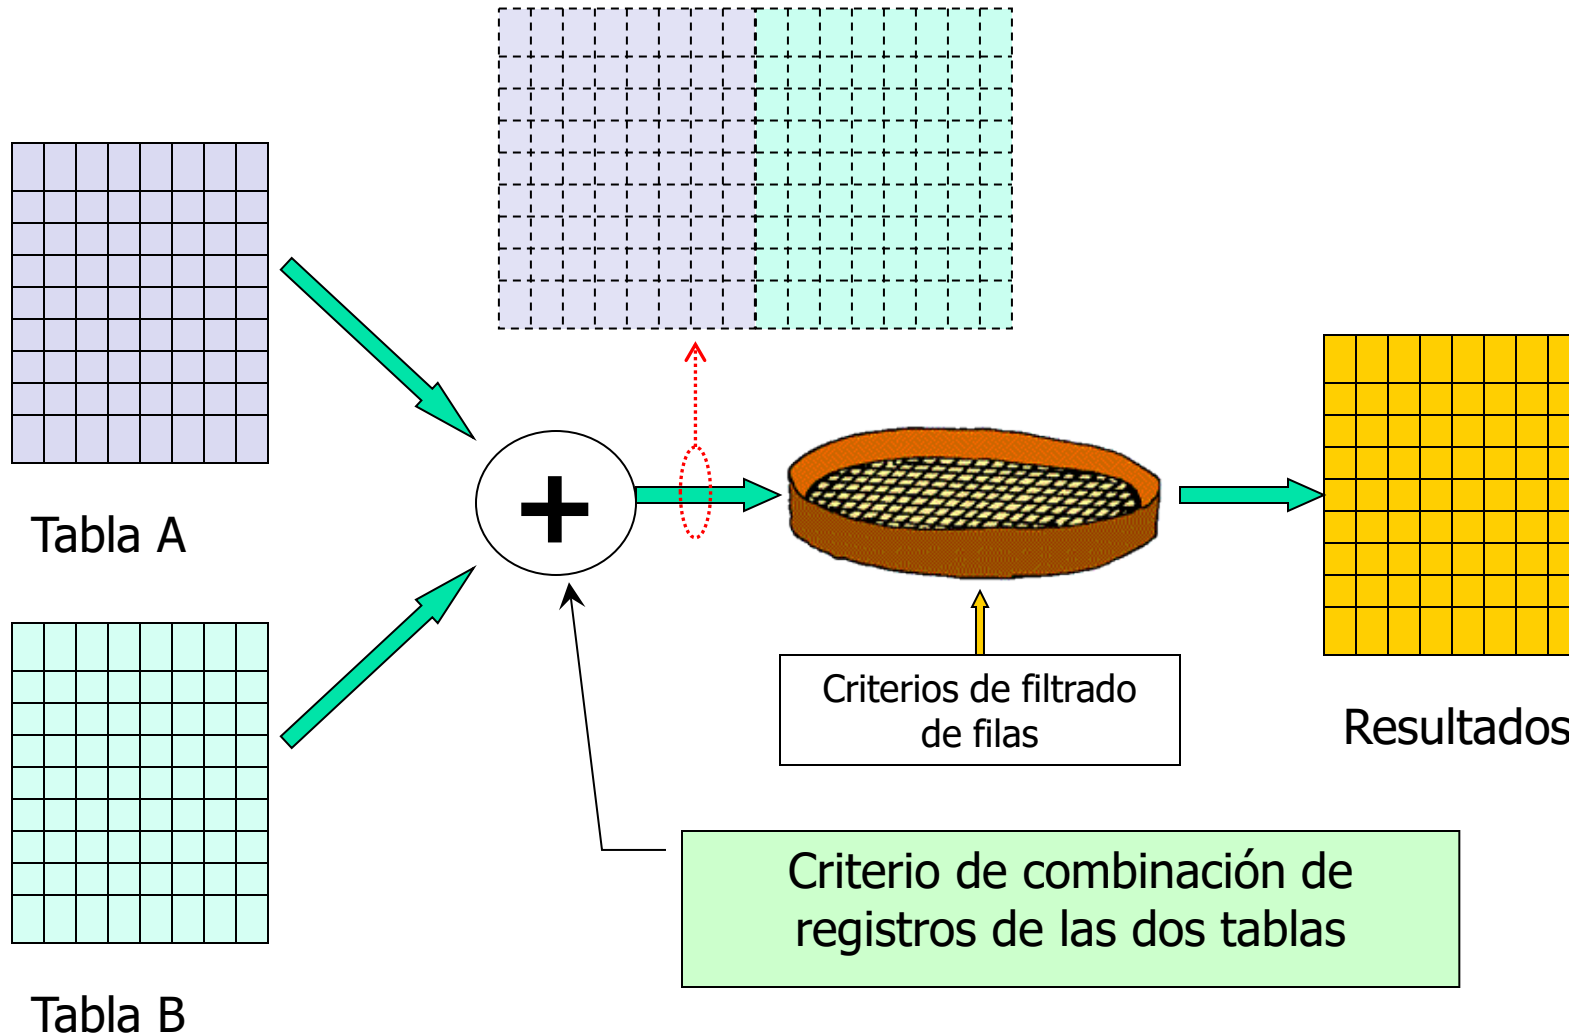 Tabla A
+
Criterios de filtrado
de filas
Resultados
Criterio de combinación de
registros de las dos tablas
Tabla B